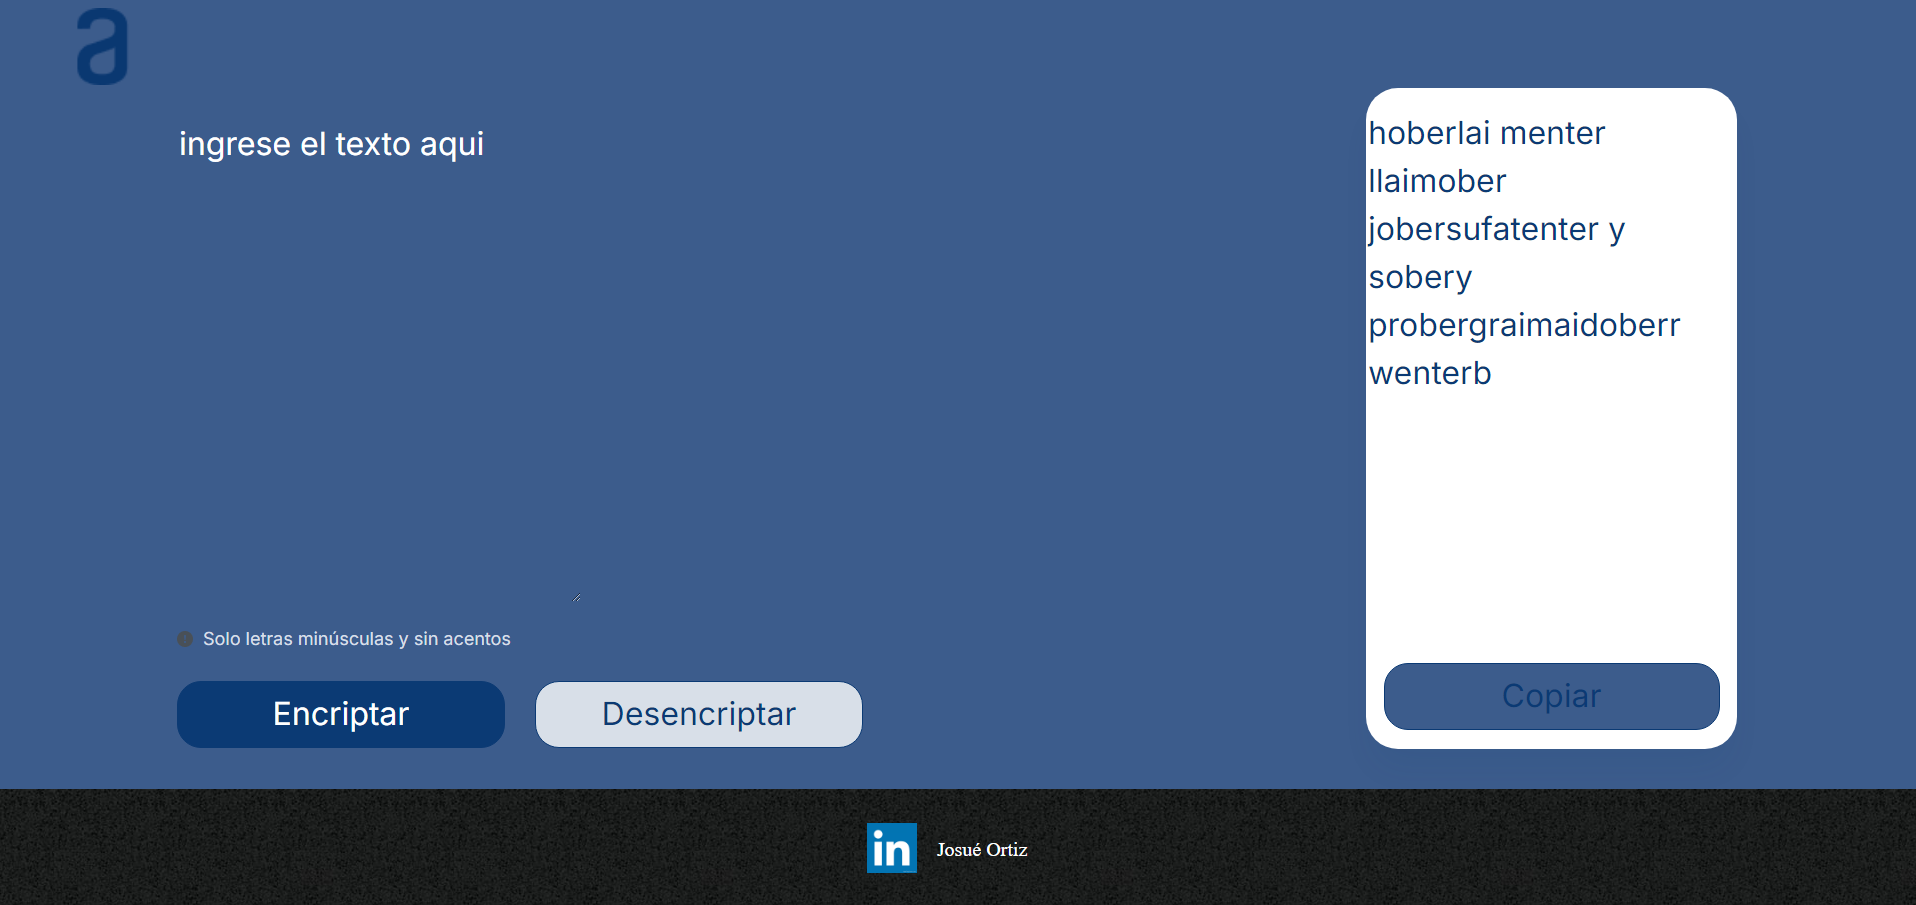 a
ingrese el texto aqui
Solo letras minúsculas y sin acentos
Encriptar
Desencriptar
hoberlai menter
llaimober
jobersufatenter y
sobery
probergraimaidoberr
wenterb
Copiar
in
Josué Ortiz